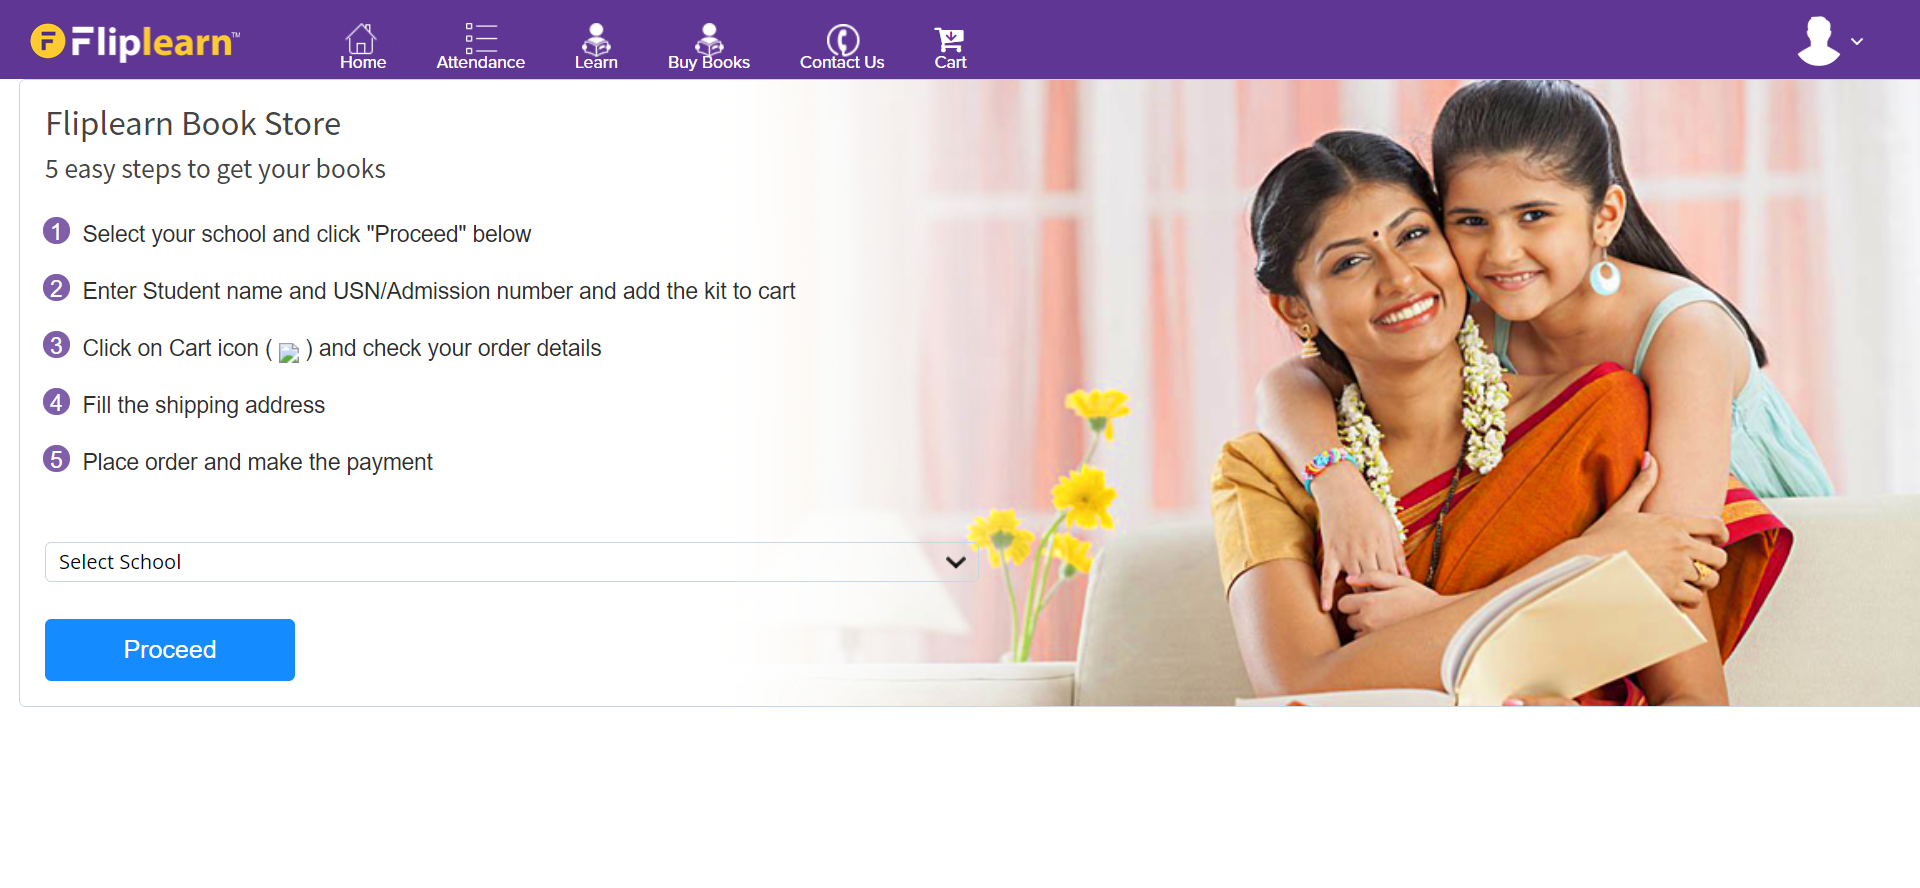 Fliplearn™
Home
Attendance
Learn
Buy Books
Contact Us
Cart
Fliplearn Book Store
5 easy steps to get your books
1 Select your school and click "Proceed" below
2 Enter Student name and USN/Admission number and add the kit to cart
3 Click on Cart icon ( ) and check your order details
4 Fill the shipping address
5 Place order and make the payment
Select School
Proceed